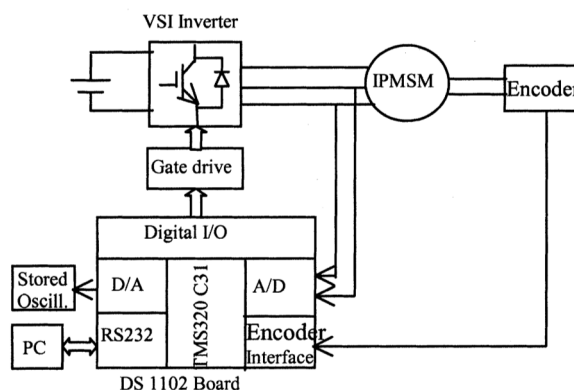 VSI Inverter
IPMSM
Encoder
Gate drive
Digital I/O
Stored
Oscill.
D/A
TMS320 C31
A/D
PC
RS232
Encoder
Interface
DS 1102 Board